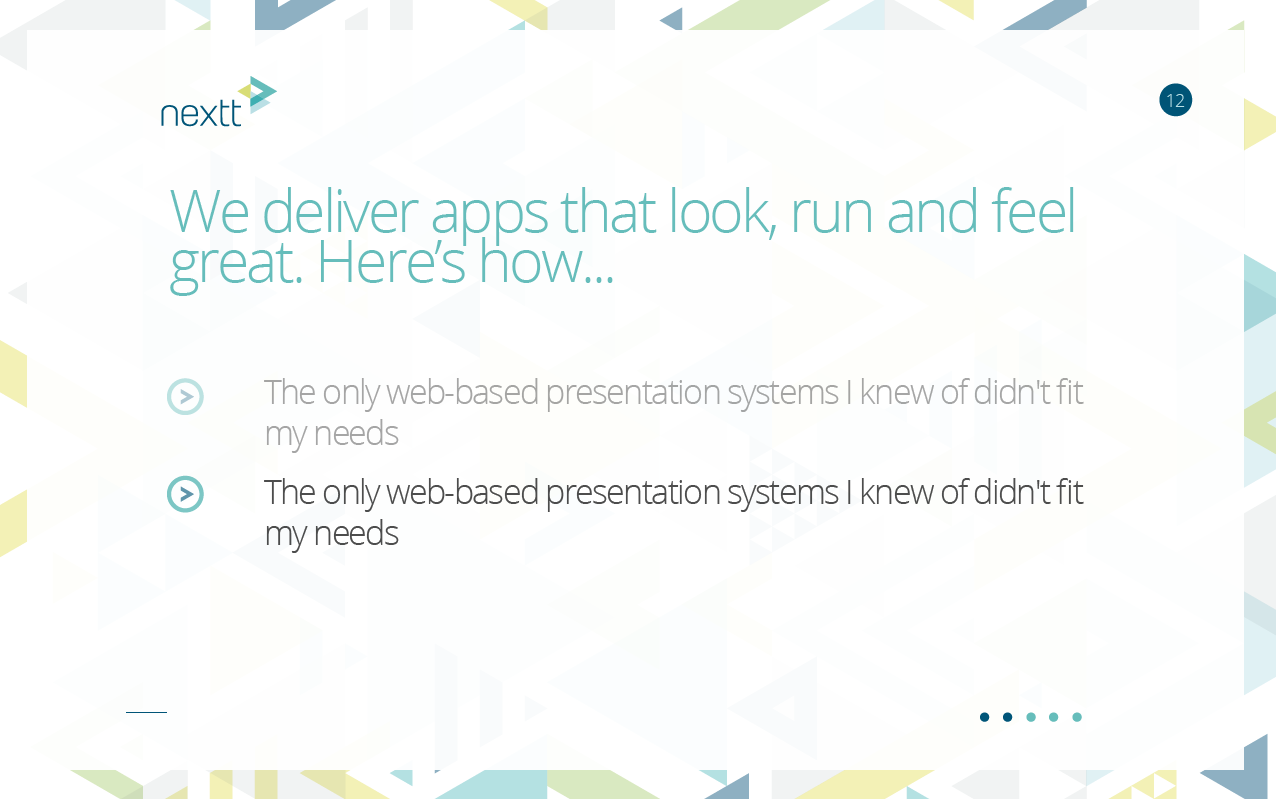 nextt
12
We deliver apps that look, run and feel
great. Here’s how...
The only web-based presentation systems I knew of didn't fit
my needs
The only web-based presentation systems I knew of didn't fit
my needs